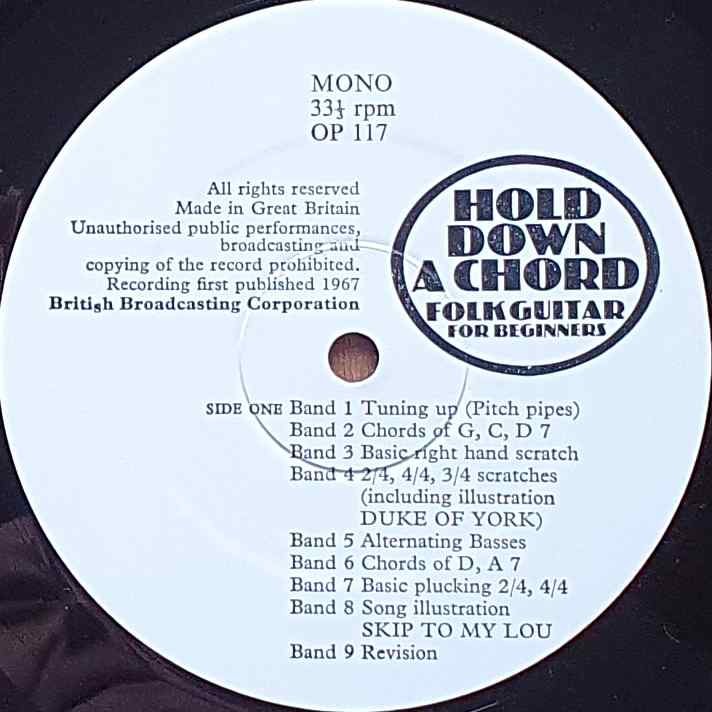 MONO
33⅓ rpm
OP 117
All rights reserved
Made in Great Britain
Unauthorised public performances,
broadcasting and
copying of the record prohibited.
Recording first published 1967
British Broadcasting Corporation
HOLD
DOWN
A CHORD
FOLK GUITAR
FOR BEGINNERS
SIDE ONE Band 1 Tuning up (Pitch pipes)
Band 2 Chords of G, C, D 7
Band 3 Basic right hand scratch
Band 4 2/4, 4/4, 3/4 scratches
(including illustration
DUKE OF YORK)
Band 5 Alternating Basses
Band 6 Chords of D, A 7
Band 7 Basic plucking 2/4, 4/4
Band 8 Song illustration
SKIP TO MY LOU
Band 9 Revision